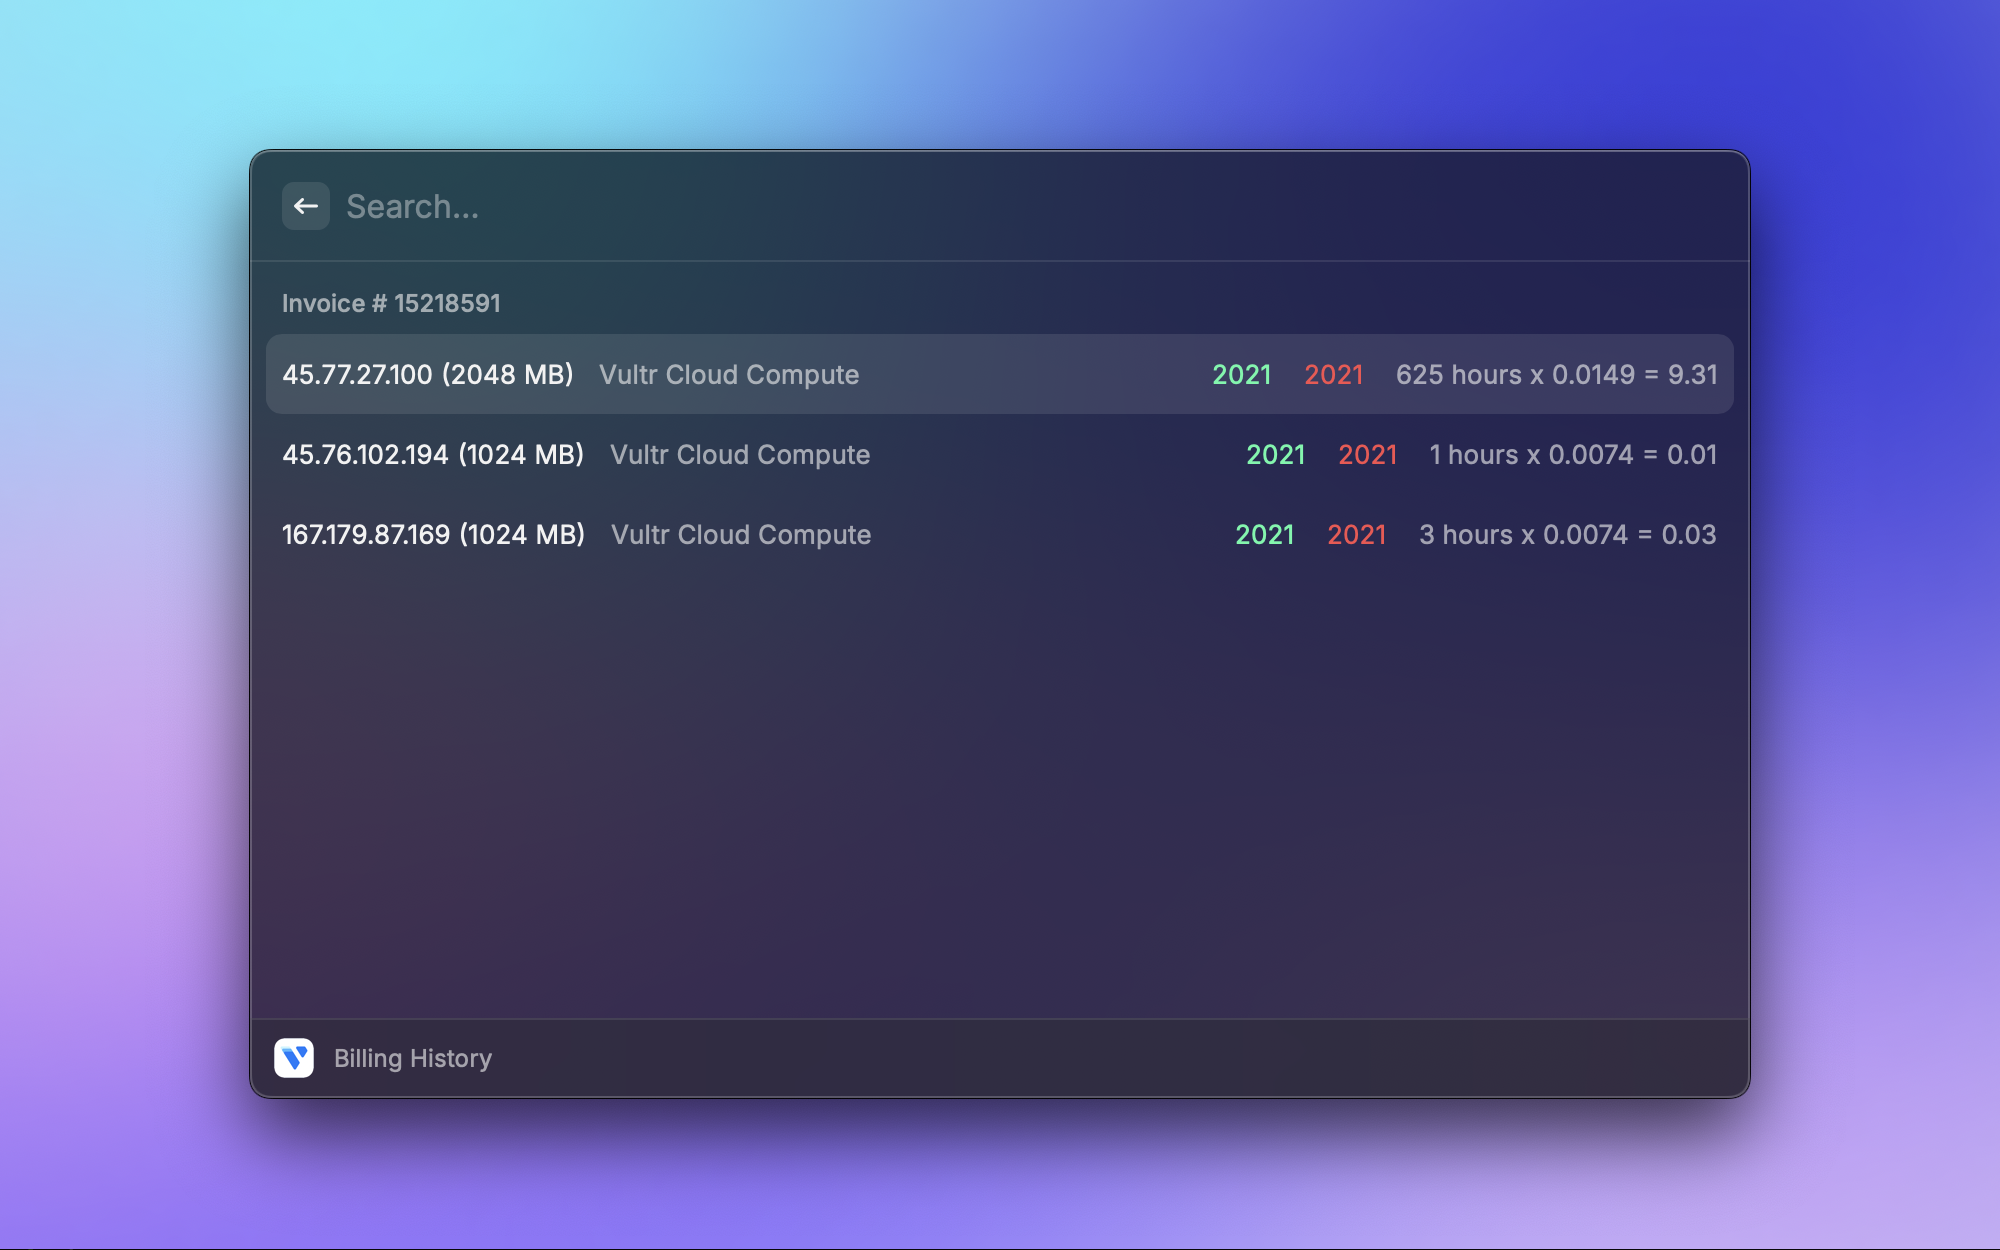 Search...
Invoice # 15218591
45.77.27.100 (2048 MB) Vultr Cloud Compute 2021 2021 625 hours x 0.0149 = 9.31
45.76.102.194 (1024 MB) Vultr Cloud Compute 2021 2021 1 hours x 0.0074 = 0.01
167.179.87.169 (1024 MB) Vultr Cloud Compute 2021 2021 3 hours x 0.0074 = 0.03
Billing History